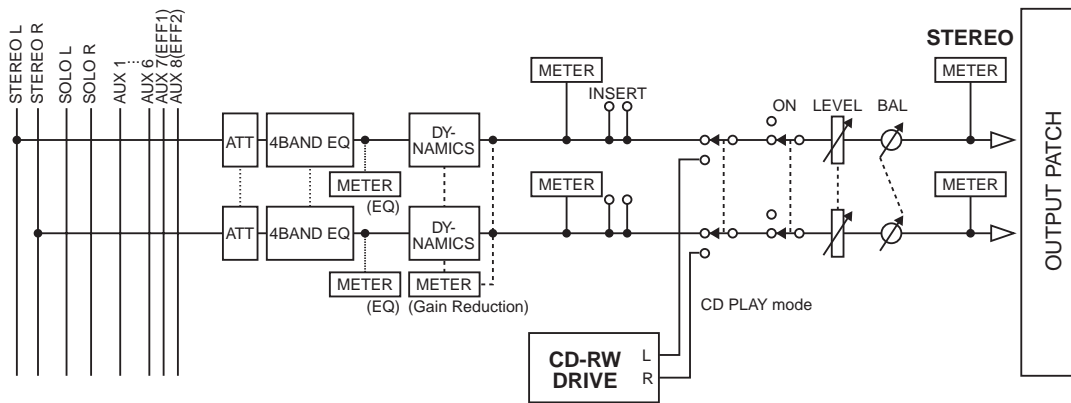 STEREO L
STEREO R
SOLO L
SOLO R
AUX 1
AUX 6
AUX 7(EFF1)
AUX 8(EFF2)
STEREO
METER
METER
INSERT
ON
LEVEL
BAL
ATT
4BAND EQ
DY-
NAMICS
METER
(EQ)
METER
METER
ATT
4BAND EQ
DY-
NAMICS
METER
(EQ)
METER
(Gain Reduction)
CD PLAY mode
CD-RW
DRIVE
L
R
OUTPUT PATCH